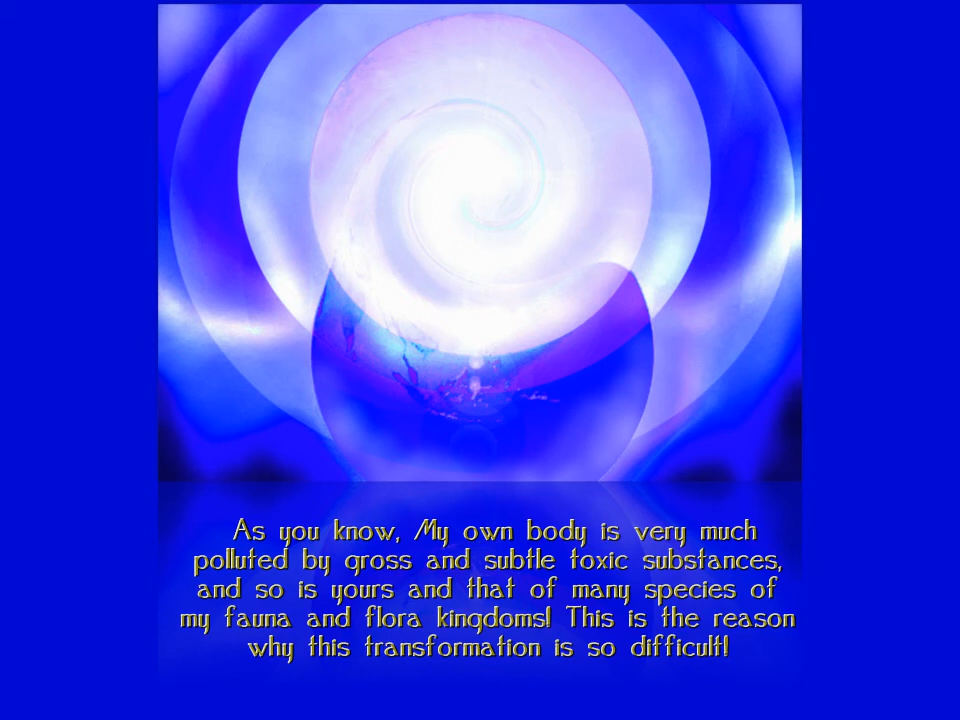 As you know, My own body is very much
polluted by gross and subtle toxic substances,
and so is yours and that of many species of
my fauna and flora kingdoms! This is the reason
why this transformation is so difficult!